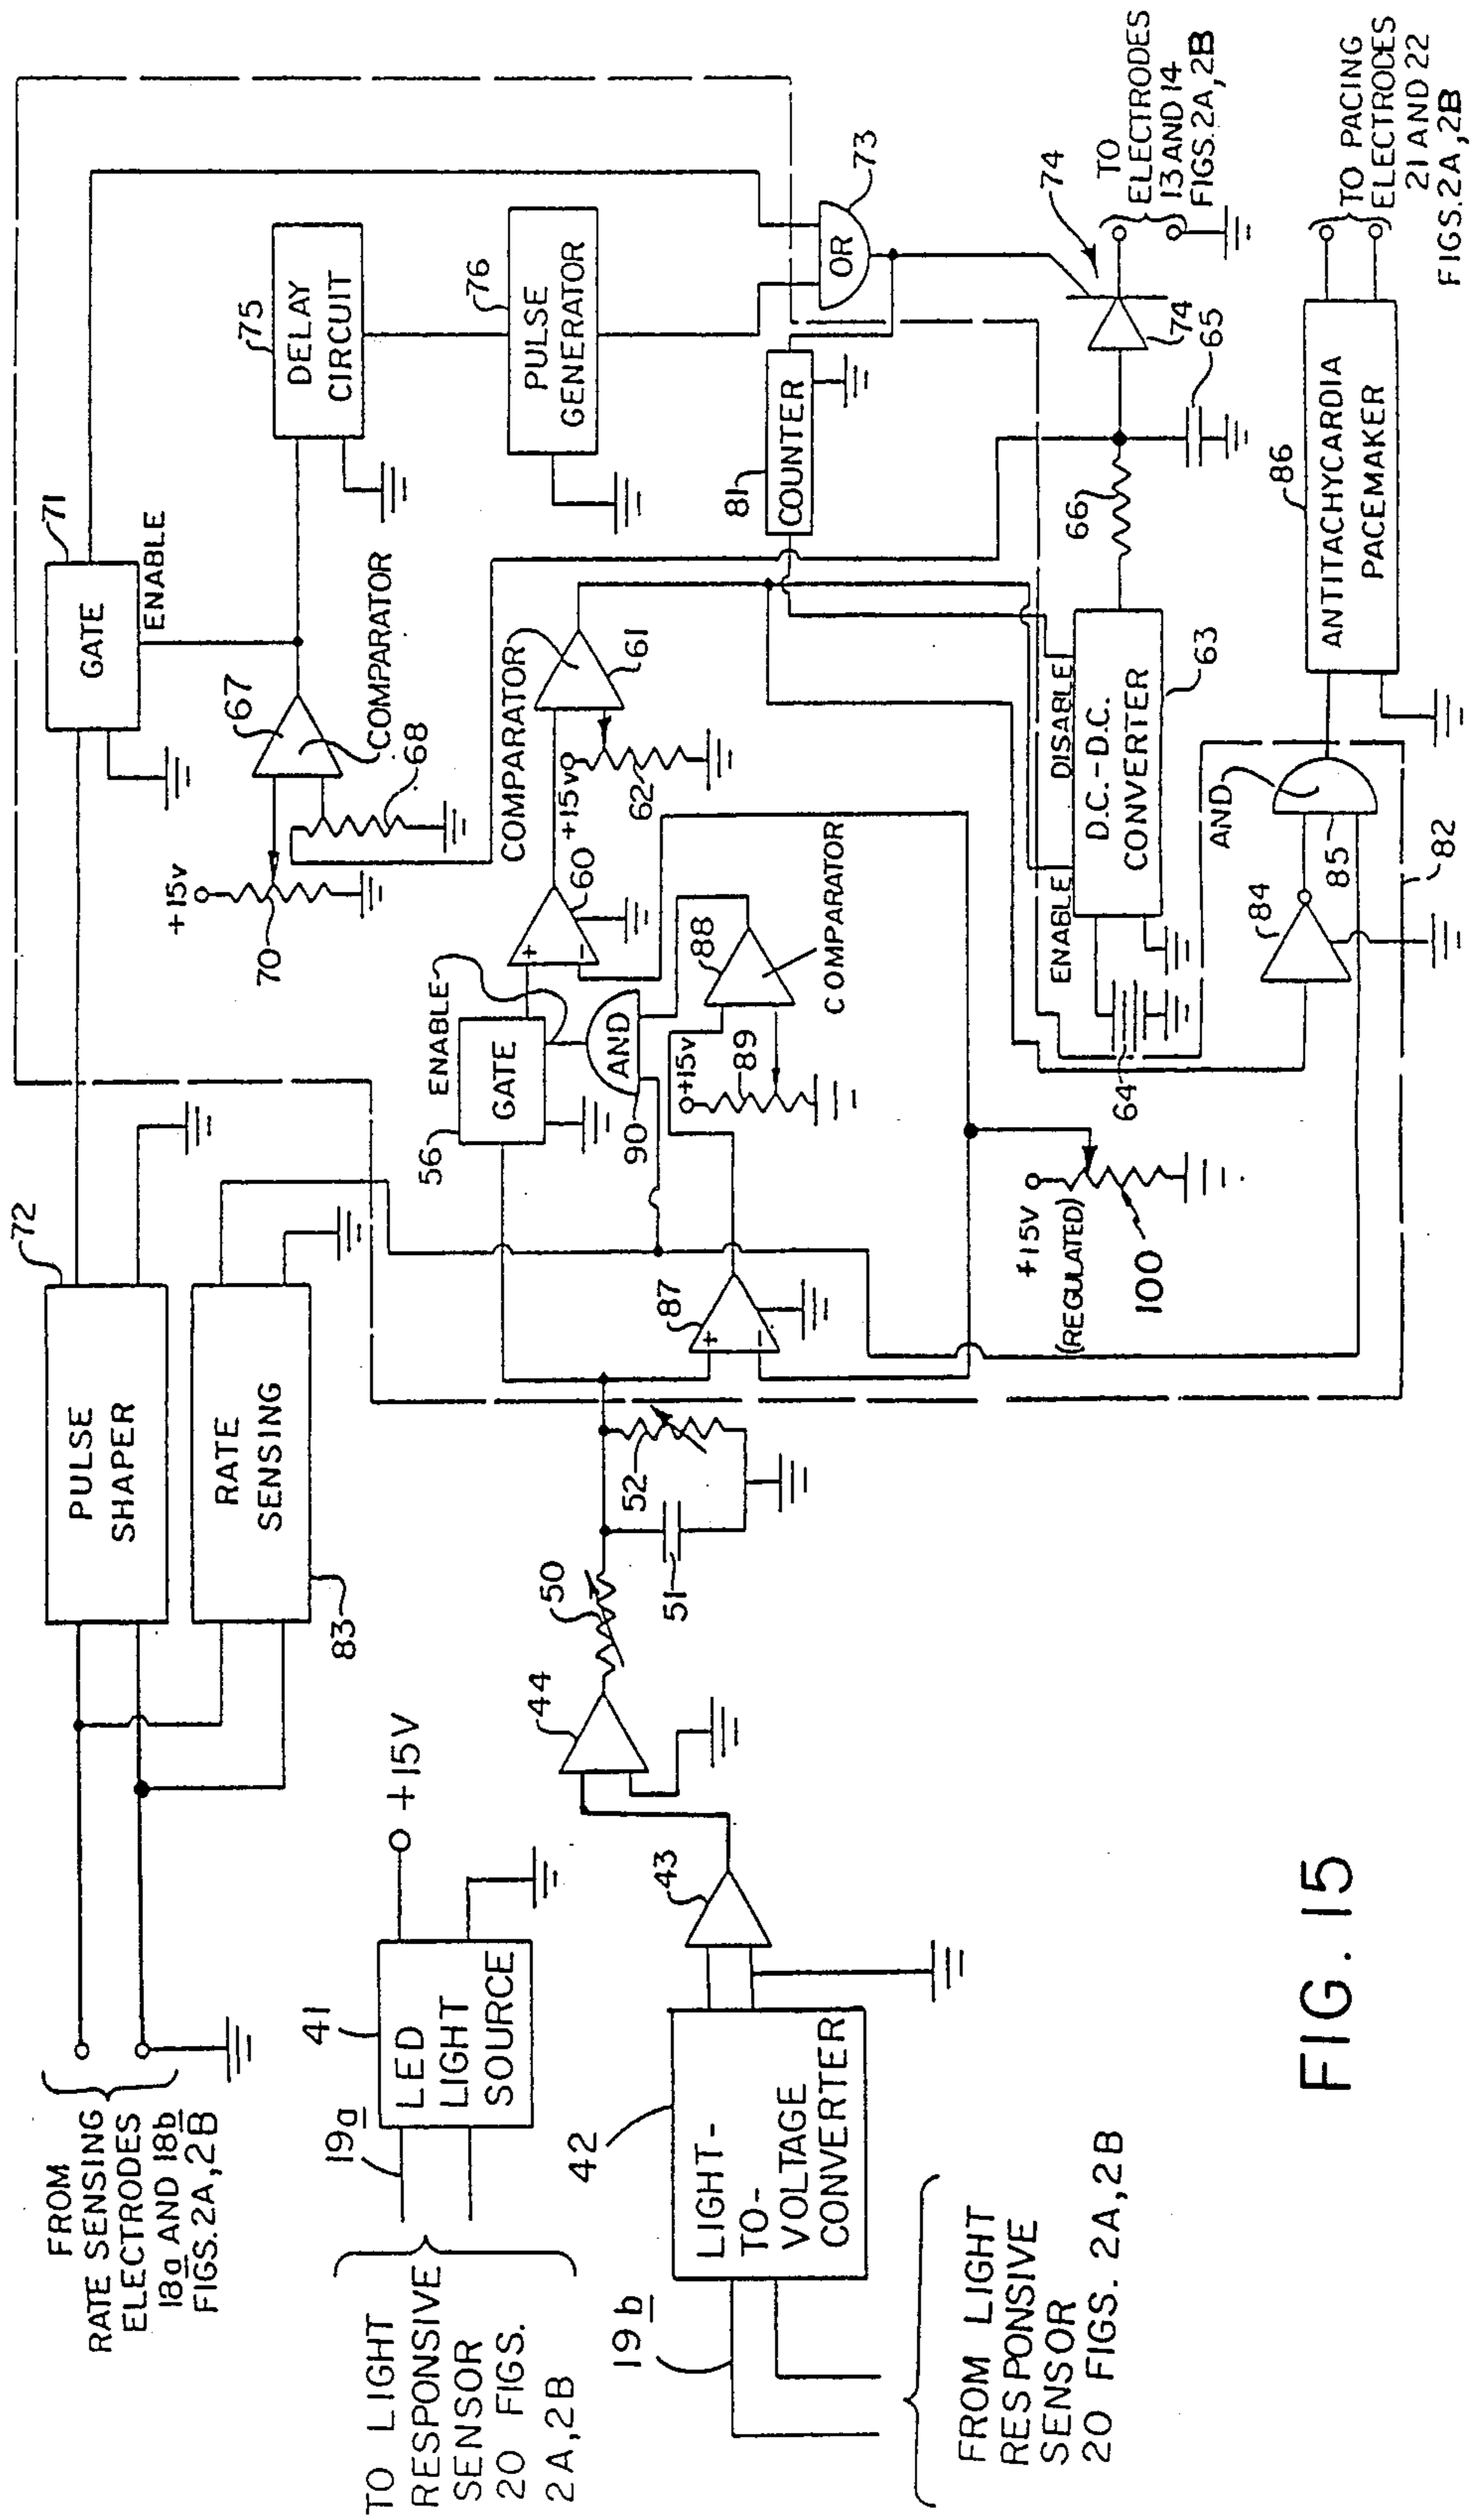 FROM
RATE SENSING
ELECTRODES
18a AND 18b
FIGS. 2A, 2B
72
PULSE
SHAPER
RATE
SENSING
83
71
GATE
ENABLE
+15v
70
67
COMPARATOR
68
75
DELAY
CIRCUIT
76
PULSE
GENERATOR
OR
73
TO LIGHT
RESPONSIVE
SENSOR
20 FIGS.
2A, 2B
19a
41
LED
LIGHT
SOURCE
+15V
FROM LIGHT
RESPONSIVE
SENSOR
20 FIGS. 2A, 2B
19b
42
LIGHT-
TO-
VOLTAGE
CONVERTER
43
44
50
51
52
56
GATE
ENABLE
AND
90
87
+
-
+15v
89
88
COMPARATOR
+
-
60
COMPARATOR
61
+15v
62
81
COUNTER
+15V
(REGULATED)
100
64
ENABLE
DISABLE
D.C.-D.C.
CONVERTER
63
66
65
74
74
TO
ELECTRODES
13 AND 14
FIGS. 2A, 2B
84
AND
85
82
86
ANTITACHYCARDIA
PACEMAKER
TO PACING
ELECTRODES
21 AND 22
FIGS. 2A, 2B
FIG. 15